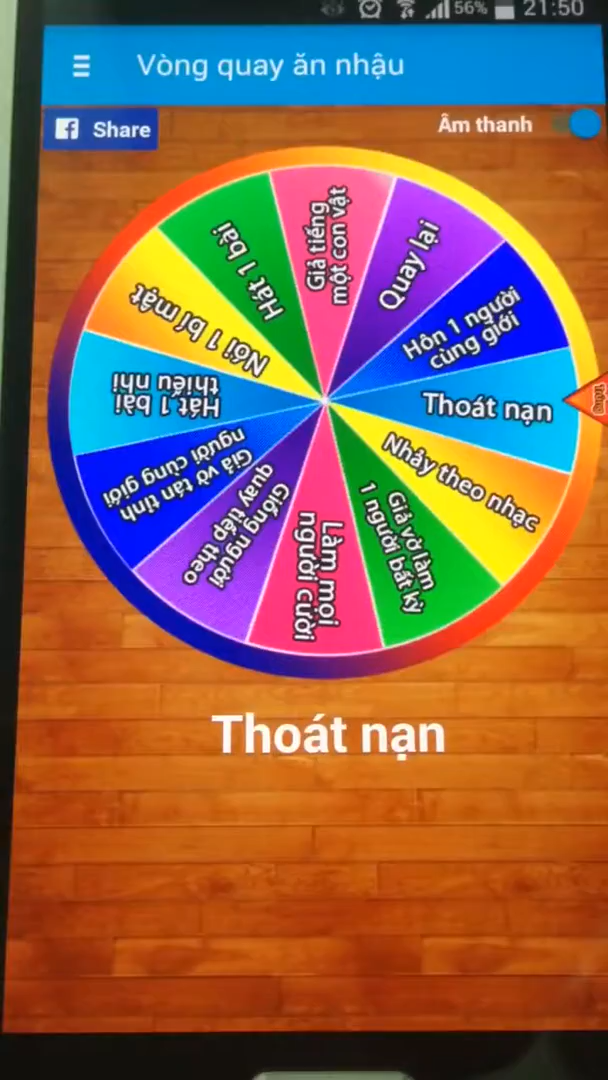 56% 21:50
Vòng quay ăn nhậu
Share
Âm thanh
Giả tiếng
một con vật
Quay lại
Hôn 1 người
cùng giới
Thoát nạn
Nhảy theo nhạc
Giả vờ làm
1 người bất kỳ
Làm mọi
người cười
Giống người
quay tiếp theo
Giả vờ tán tỉnh
người cùng giới
Hát 1 bài
thiếu nhi
Nói 1 bí mật
Hát 1 bài
Thoát nạn